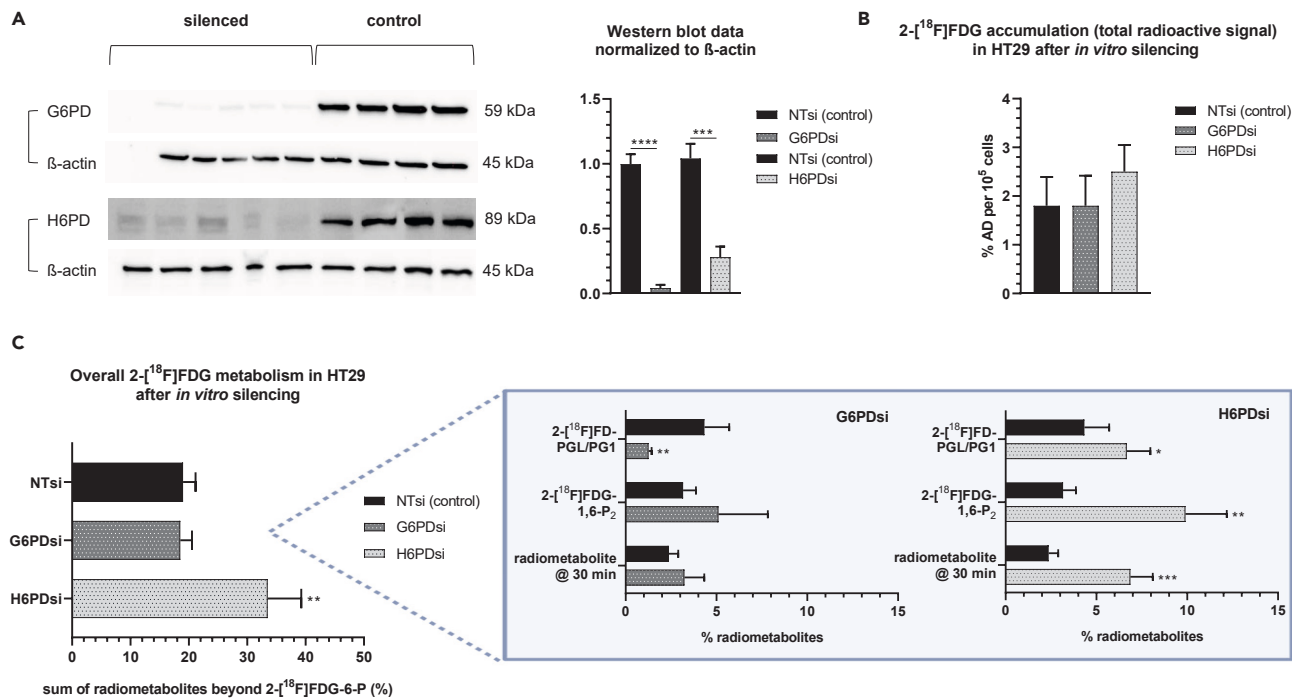 A
silenced
control
G6PD
59 kDa
ß-actin
45 kDa
H6PD
89 kDa
ß-actin
45 kDa
Western blot data
normalized to ß-actin
1.5
1.0
0.5
0.0
****
***
NTsi (control)
G6PDsi
NTsi (control)
H6PDsi
B
2-[18F]FDG accumulation (total radioactive signal)
in HT29 after in vitro silencing
% AD per 10⁵ cells
4
3
2
1
0
NTsi (control)
G6PDsi
H6PDsi
C
Overall 2-[18F]FDG metabolism in HT29
after in vitro silencing
NTsi
G6PDsi
H6PDsi
**
0 10 20 30 40 50
sum of radiometabolites beyond 2-[18F]FDG-6-P (%)
NTsi (control)
G6PDsi
H6PDsi
G6PDsi
2-[18F]FD-
PGL/PG1
**
2-[18F]FDG-
1,6-P₂
radiometabolite
@ 30 min
0 5 10 15
% radiometabolites
H6PDsi
2-[18F]FD-
PGL/PG1
*
2-[18F]FDG-
1,6-P₂
**
radiometabolite
@ 30 min
***
0 5 10 15
% radiometabolites